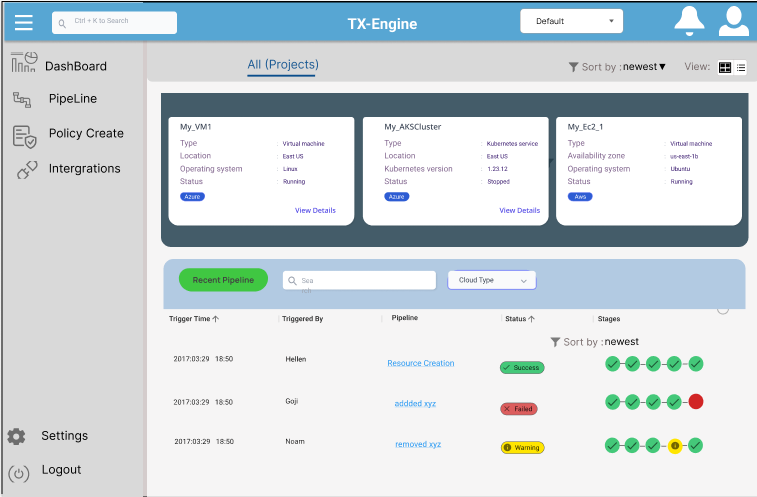 Ctrl + K to Search
TX-Engine
Default
DashBoard
PipeLine
Policy Create
Intergrations
Settings
Logout
All (Projects)
Sort by : newest
View:
My_VM1
Type : Virtual machine
Location : East US
Operating system : Linux
Status : Running
Azure
View Details
My_AKSCluster
Type : Kubernetes service
Location : East US
Kubernetes version : 1.23.12
Status : Stopped
Azure
View Details
My_Ec2_1
Type : Virtual machine
Availability zone : us-east-1b
Operating system : Ubuntu
Status : Running
Aws
Recent Pipeline
Sea
rch
Cloud Type
Trigger Time Triggered By Pipeline Status Stages
Sort by : newest
2017:03:29 18:50 Hellen Resource Creation Success
2017:03:29 18:50 Goji addded xyz Failed
2017:03:29 18:50 Noam removed xyz Warning